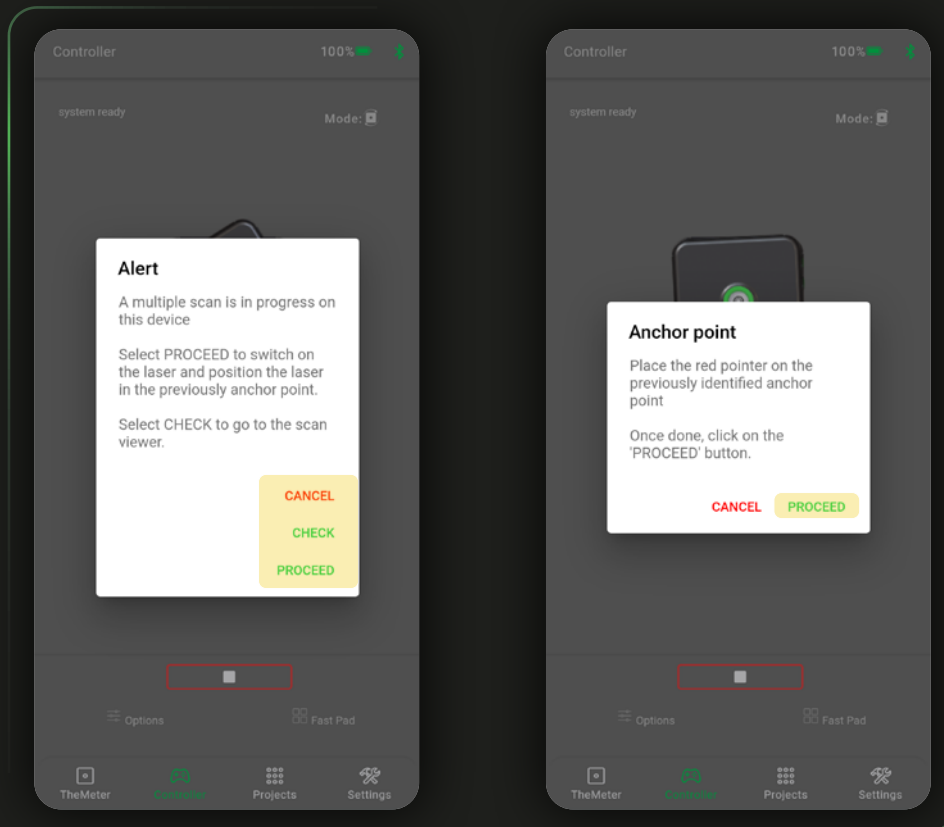 Controller
100%
system ready
Mode:
Alert
A multiple scan is in progress on
this device
Select PROCEED to switch on
the laser and position the laser
in the previously anchor point.
Select CHECK to go to the scan
viewer.
CANCEL
CHECK
PROCEED
Options
Fast Pad
TheMeter
Controller
Projects
Settings
Controller
100%
system ready
Mode:
Anchor point
Place the red pointer on the
previously identified anchor
point
Once done, click on the
'PROCEED' button.
CANCEL PROCEED
Options
Fast Pad
TheMeter
Controller
Projects
Settings